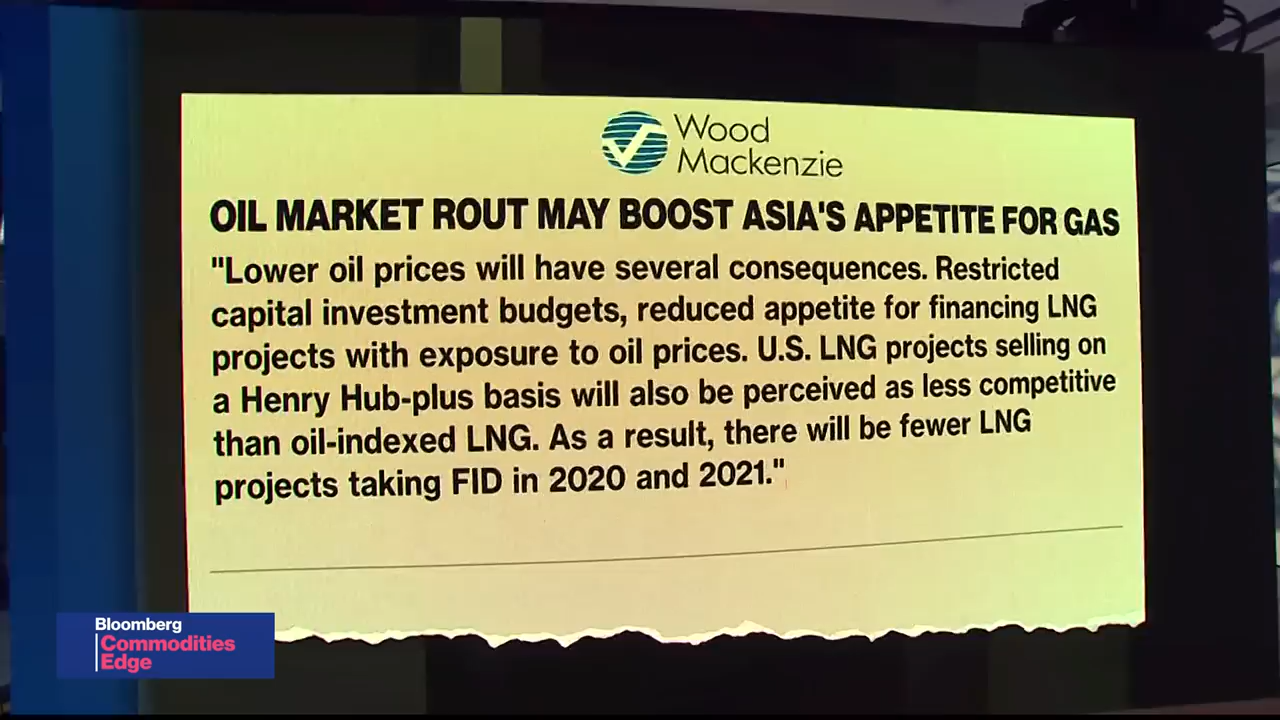 Wood
Mackenzie
OIL MARKET ROUT MAY BOOST ASIA'S APPETITE FOR GAS
"Lower oil prices will have several consequences. Restricted
capital investment budgets, reduced appetite for financing LNG
projects with exposure to oil prices. U.S. LNG projects selling on
a Henry Hub-plus basis will also be perceived as less competitive
than oil-indexed LNG. As a result, there will be fewer LNG
projects taking FID in 2020 and 2021."
Bloomberg
Commodities
Edge